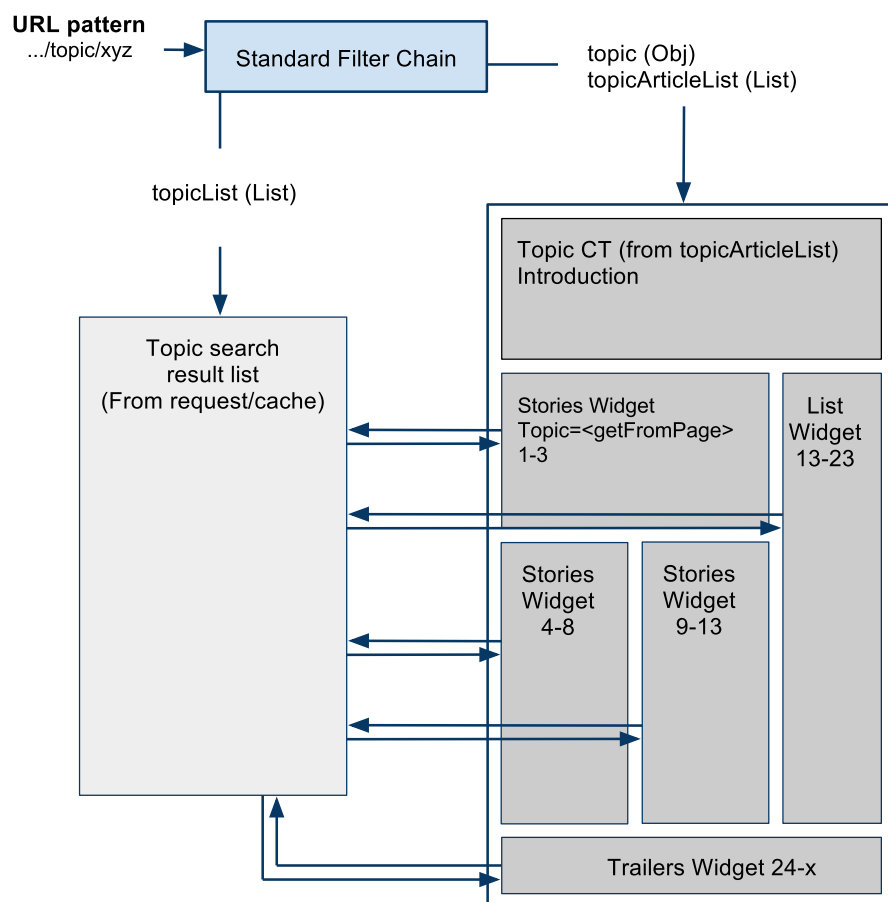 URL pattern
.../topic/xyz
Standard Filter Chain
topic (Obj)
topicArticleList (List)
topicList (List)
Topic CT (from topicArticleList)
Introduction
Topic search
result list
(From request/cache)
Stories Widget
Topic=<getFromPage>
1-3
List
Widget
13-23
Stories
Widget
4-8
Stories
Widget
9-13
Trailers Widget 24-x